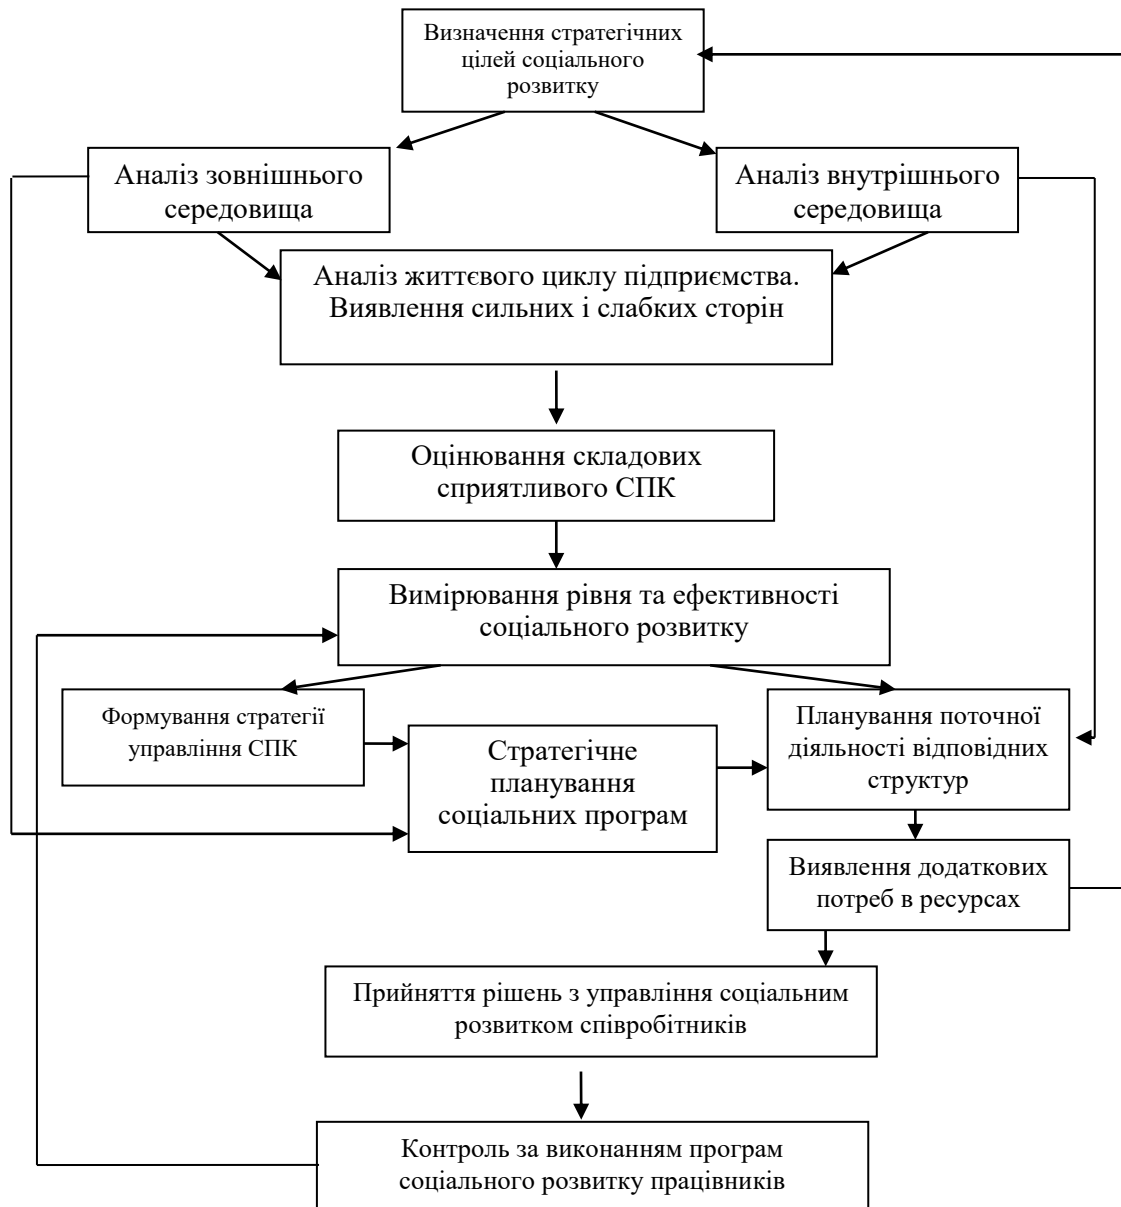 Визначення стратегічних
цілей соціального
розвитку
Аналіз зовнішнього
середовища
Аналіз внутрішнього
середовища
Аналіз життєвого циклу підприємства.
Виявлення сильних і слабких сторін
Оцінювання складових
сприятливого СПК
Вимірювання рівня та ефективності
соціального розвитку
Формування стратегії
управління СПК
Стратегічне
планування
соціальних програм
Планування поточної
діяльності відповідних
структур
Виявлення додаткових
потреб в ресурсах
Прийняття рішень з управління соціальним
розвитком співробітників
Контроль за виконанням програм
соціального розвитку працівників